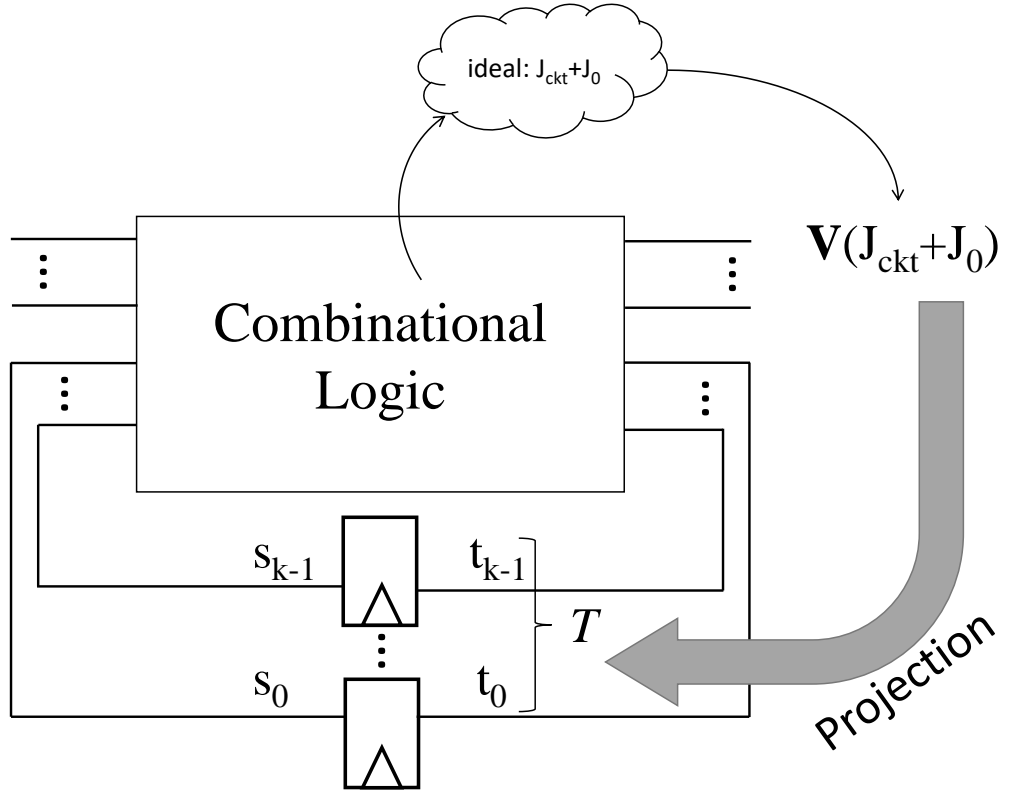 ideal: J_ckt+J_0
V(J_ckt+J_0)
Combinational
Logic
s_k-1
t_k-1
T
s_0
t_0
Projection